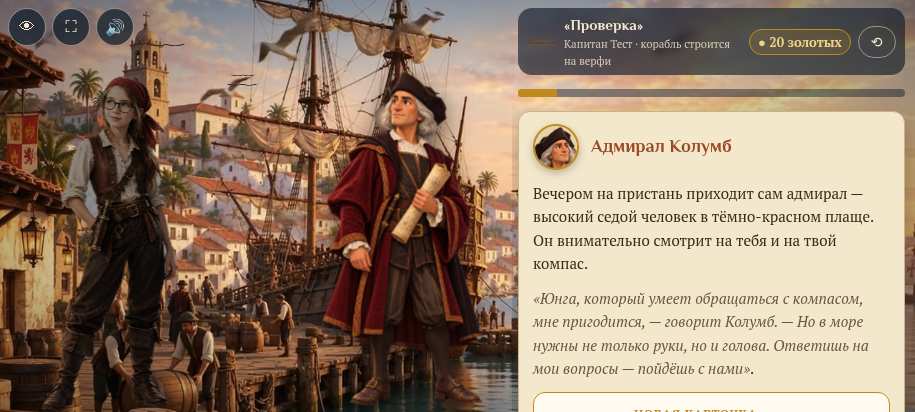 «Проверка»
Капитан Тест · корабль строится
на верфи
● 20 золотых
Адмирал Колумб
Вечером на пристань приходит сам адмирал —
высокий седой человек в тёмно-красном плаще.
Он внимательно смотрит на тебя и на твой
компас.
«Юнга, который умеет обращаться с компасом,
мне пригодится, — говорит Колумб. — Но в море
нужны не только руки, но и голова. Ответишь на
мои вопросы — пойдёшь с нами».